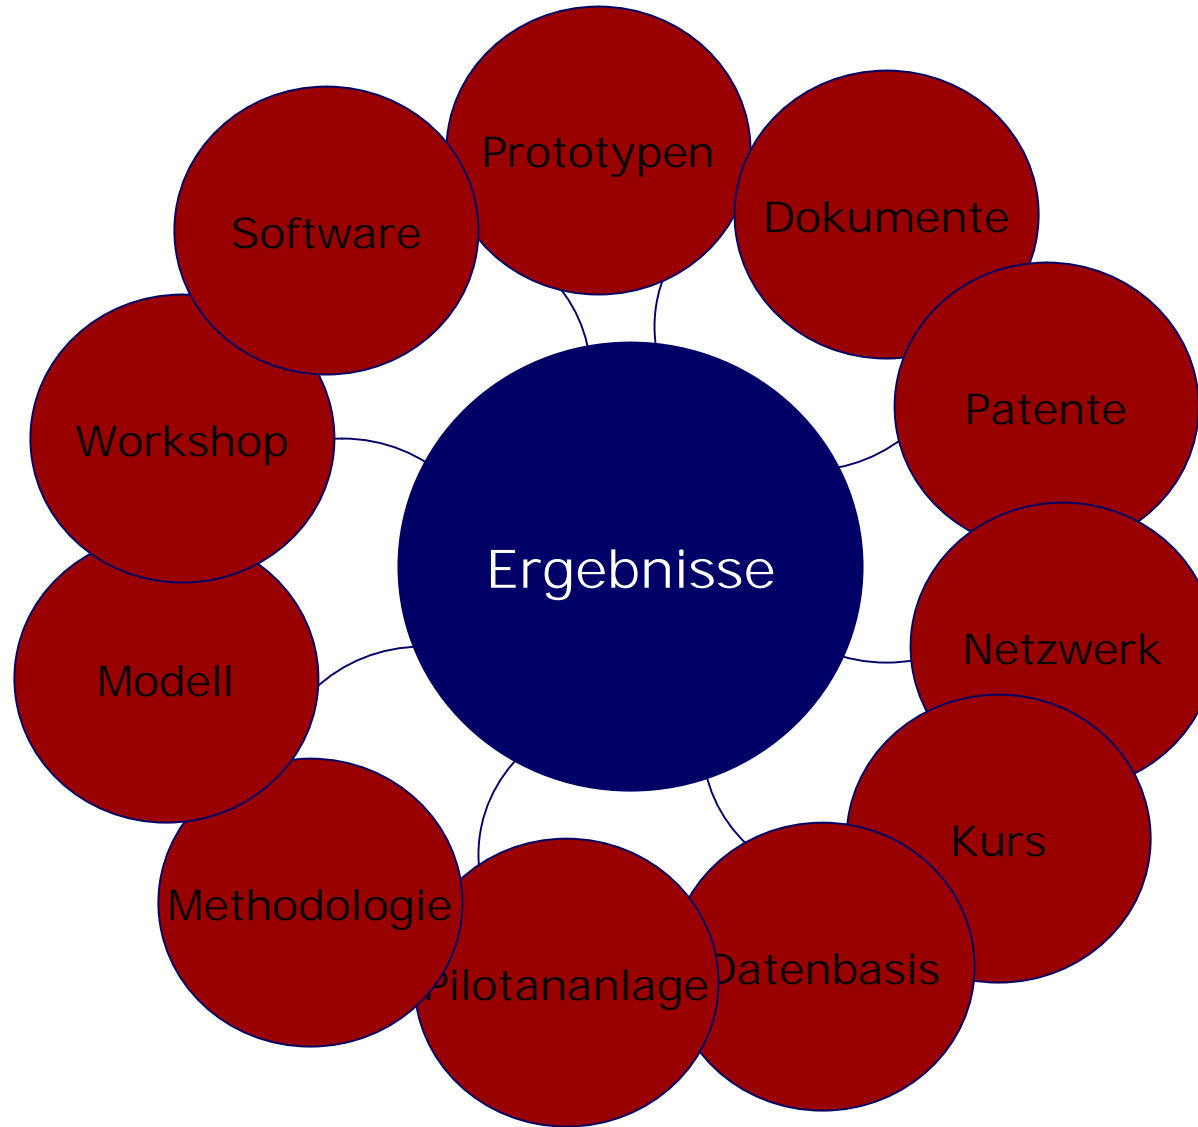 Prototypen
Dokumente
Software
Patente
Workshop
Ergebnisse
Netzwerk
Modell
Kurs
Methodologie
Datenbasis
Pilotananlage